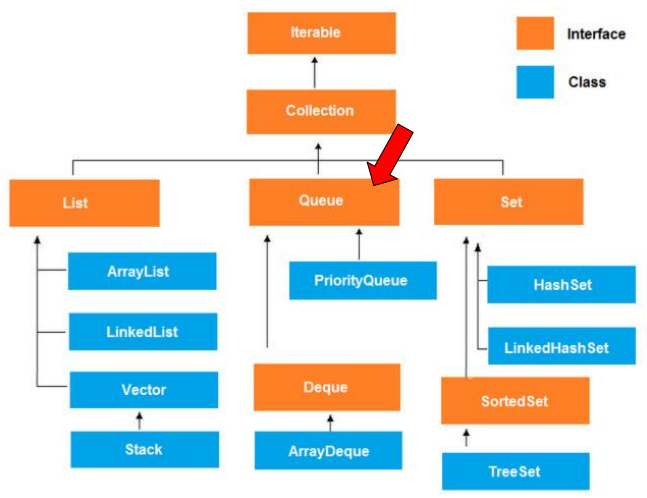 Iterable
Interface
Class
Collection
List
Queue
Set
ArrayList
PriorityQueue
HashSet
LinkedList
LinkedHashSet
Vector
Deque
SortedSet
Stack
ArrayDeque
TreeSet